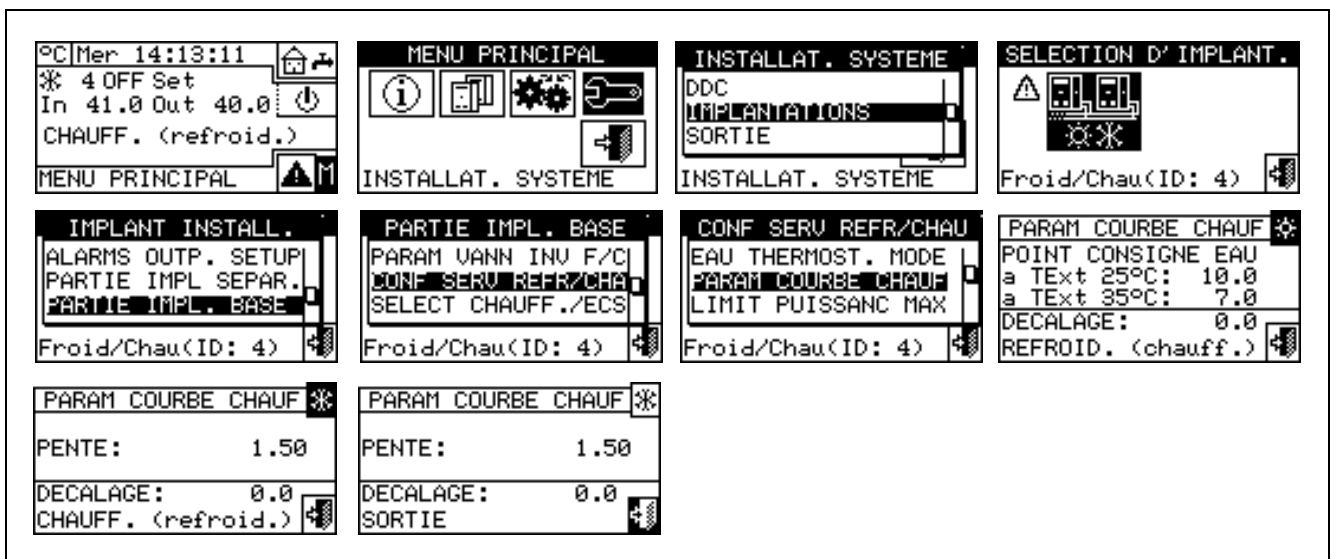 °C Mer 14:13:11
4 OFF Set
In 41.0 Out 40.0
CHAUFF. (refroid.)
MENU PRINCIPAL M
MENU PRINCIPAL
INSTALLAT. SYSTEME
INSTALLAT. SYSTEME
DDC
IMPLANTATIONS
SORTIE
INSTALLAT. SYSTEME
SELECTION D'IMPLANT.
Froid/Chau(ID: 4)
IMPLANT INSTALL.
ALARMS OUTP. SETUP
PARTIE IMPL SEPAR.
PARTIE IMPL. BASE
Froid/Chau(ID: 4)
PARTIE IMPL. BASE
PARAM VANN INV F/C
CONF SERV REFR/CHA
SELECT CHAUFF./ECS
Froid/Chau(ID: 4)
CONF SERV REFR/CHAU
EAU THERMOST. MODE
PARAM COURBE CHAUF
LIMIT PUISSANC MAX
Froid/Chau(ID: 4)
PARAM COURBE CHAUF
POINT CONSIGNE EAU
a TExt 25°C: 10.0
a TExt 35°C: 7.0
DECALAGE: 0.0
REFROID. (chauff.)
PARAM COURBE CHAUF
PENTE: 1.50
DECALAGE: 0.0
CHAUFF. (refroid.)
PARAM COURBE CHAUF
PENTE: 1.50
DECALAGE: 0.0
SORTIE